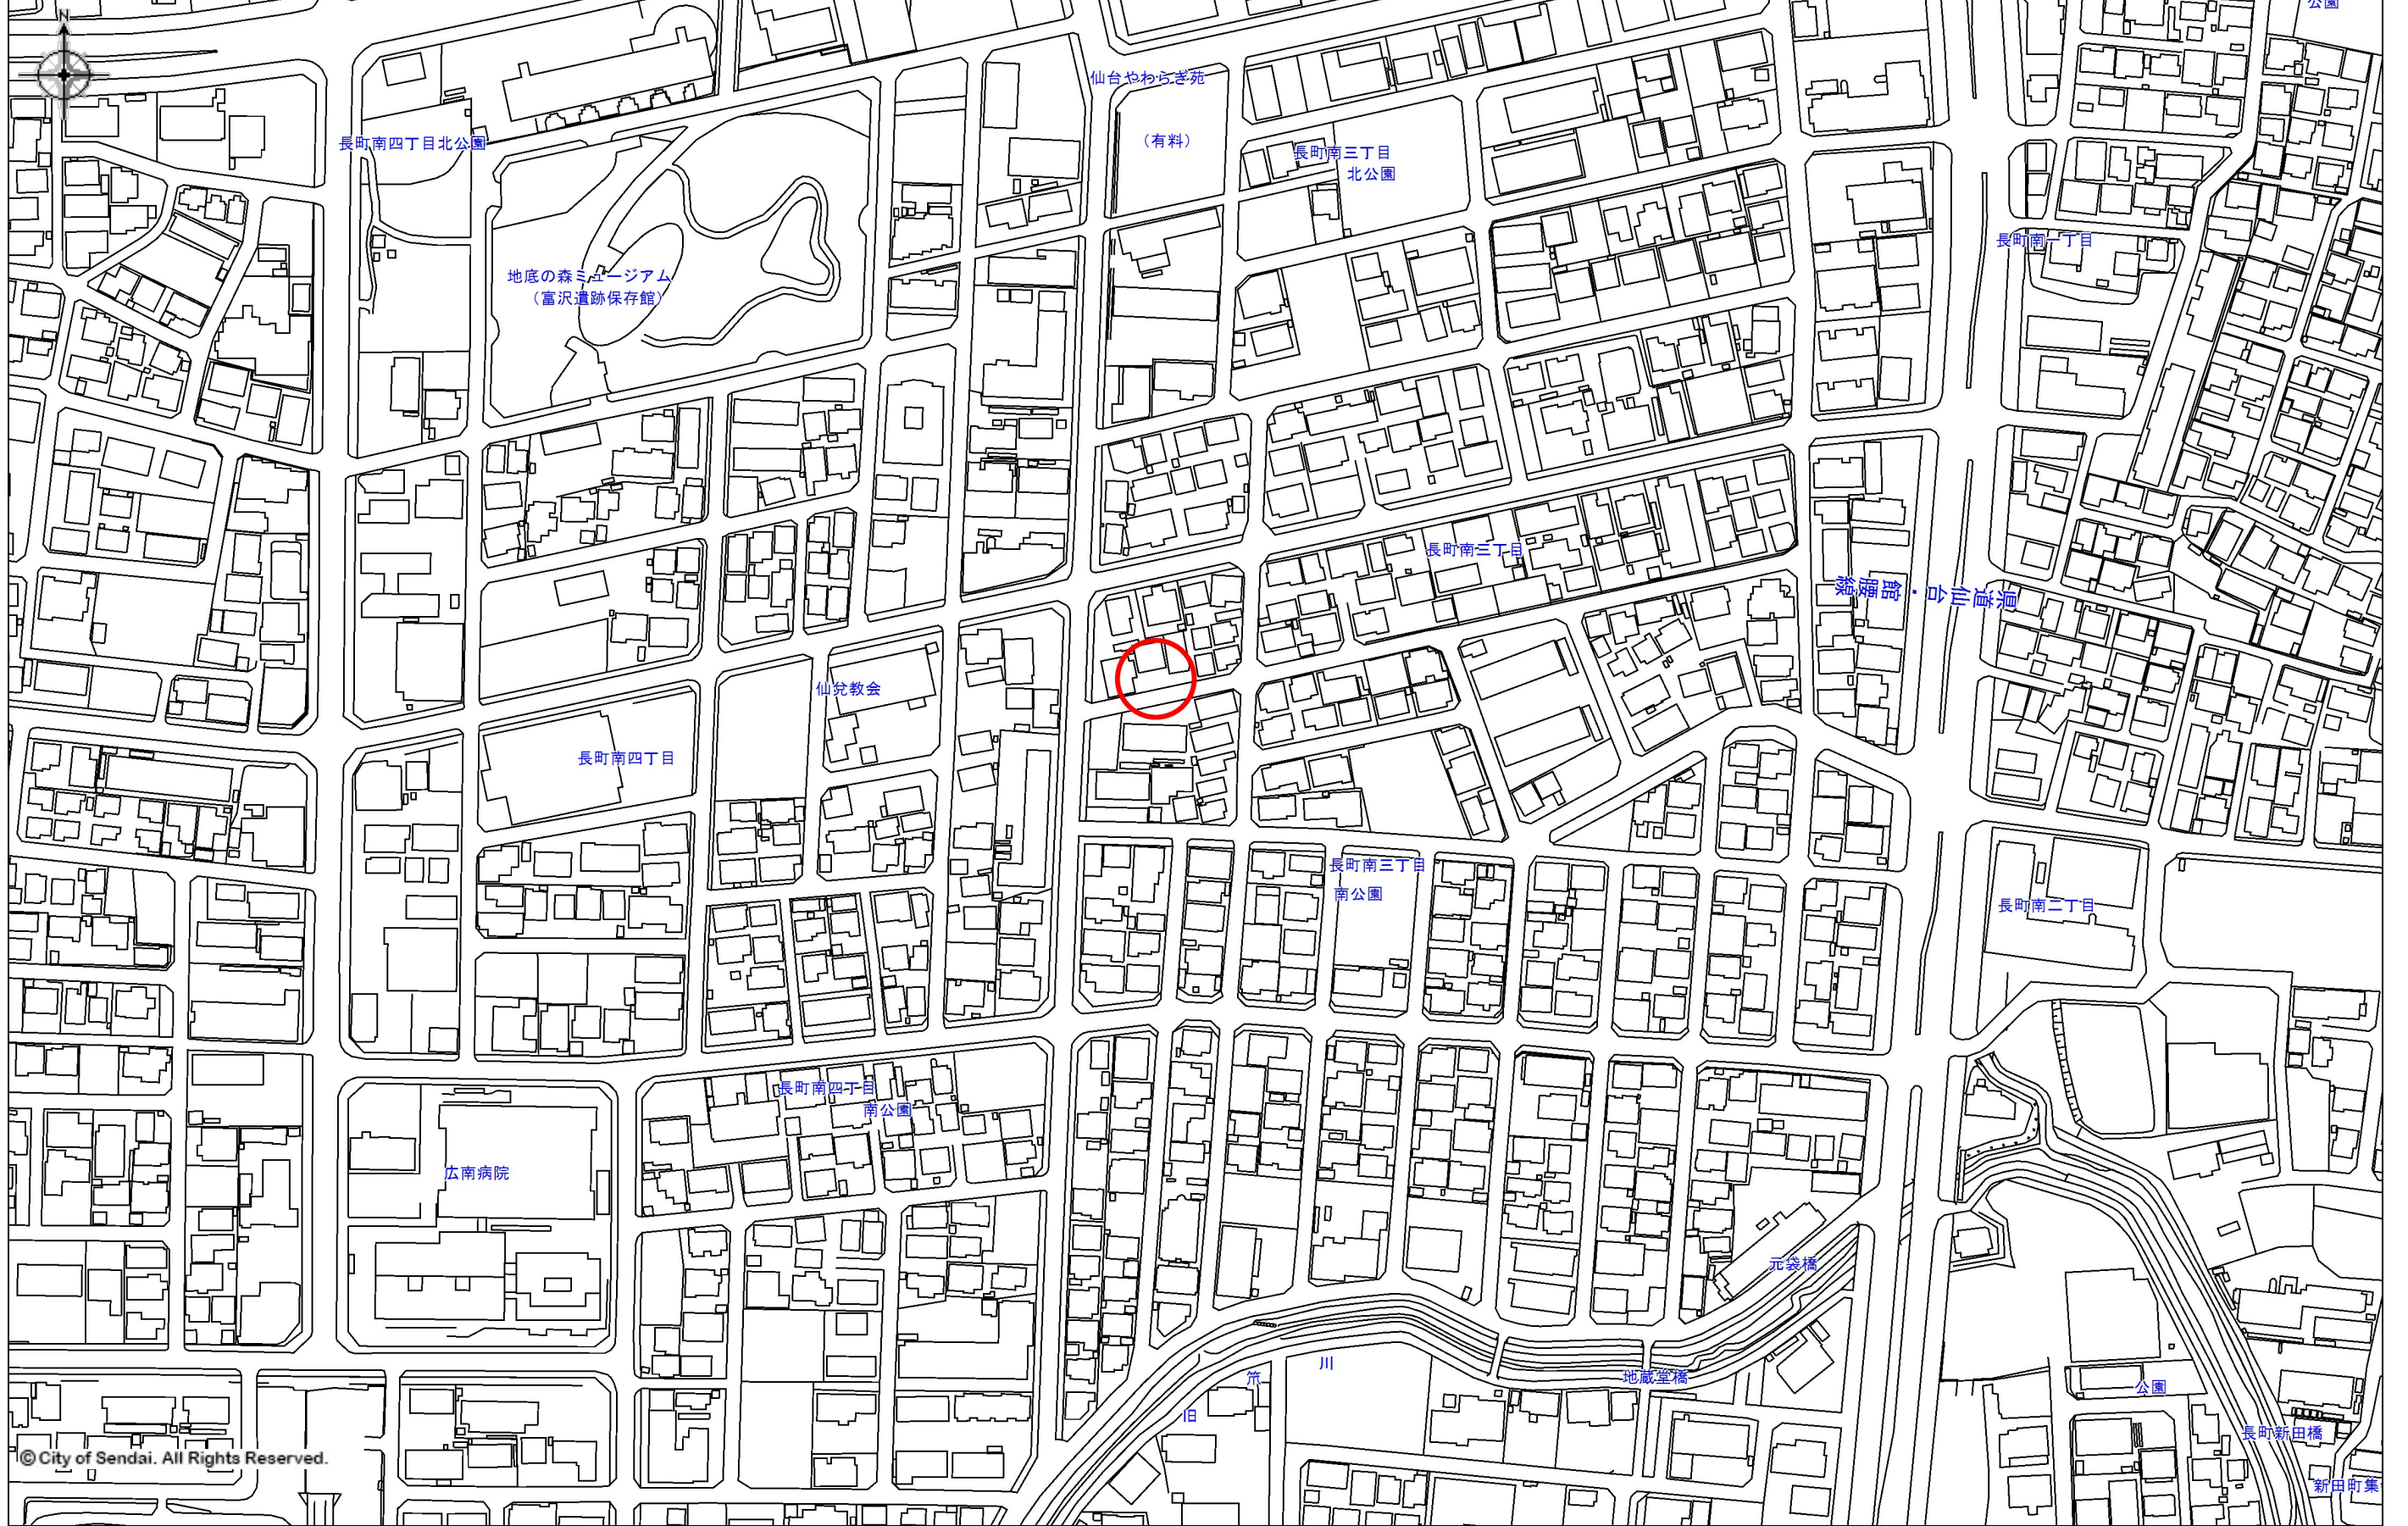 公園
N
仙台やわらぎ苑
（有料）
長町南四丁目北公園
長町南三丁目
北公園
長町南一丁目
地底の森ミュージアム
（富沢遺跡保存館）
長町南三丁目
県道仙台・館腰線
仙台教会
長町南四丁目
長町南三丁目
南公園
長町南二丁目
長町南四丁目
南公園
広南病院
元袋橋
旧
笊
川
地蔵堂橋
公園
長町新田橋
新田町集
© City of Sendai. All Rights Reserved.